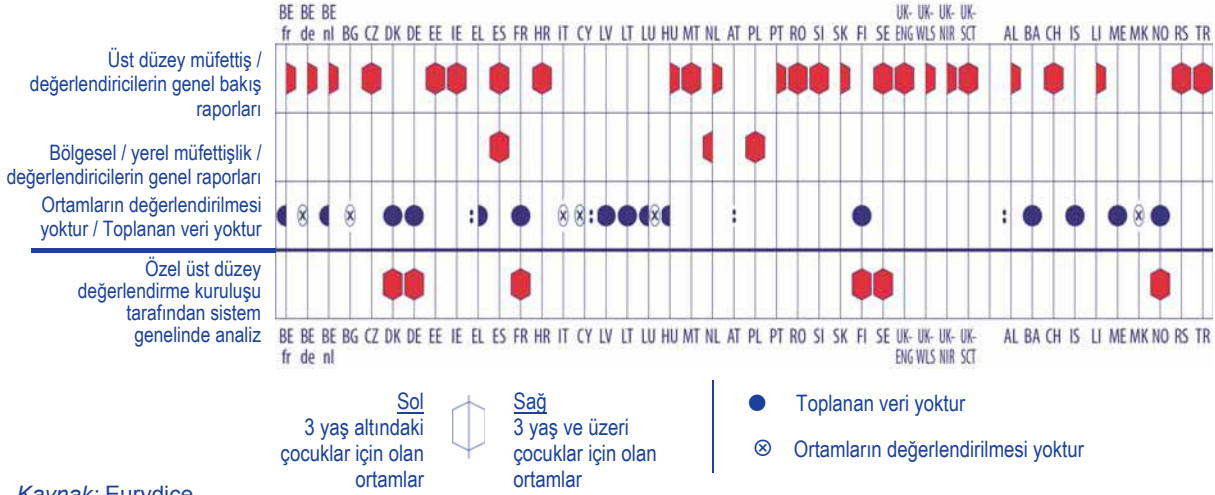 BE BE BE UK- UK- UK- UK-
fr de nl BG CZ DK DE EE IE EL ES FR HR IT CY LV LT LU HU MT NL AT PL PT RO SI SK FI SE ENG WLS NIR SCT AL BA CH IS LI ME MK NO RS TR
Üst düzey müfettiş /
değerlendiricilerin genel bakış
raporları
Bölgesel / yerel müfettişlik /
değerlendiricilerin genel raporları
Ortamların değerlendirilmesi
yoktur / Toplanan veri yoktur
Özel üst düzey
değerlendirme kuruluşu
tarafından sistem
genelinde analiz
BE BE BE BG CZ DK DE EE IE EL ES FR HR IT CY LV LT LU HU MT NL AT PL PT RO SI SK FI SE UK- UK- UK- UK- AL BA CH IS LI ME MK NO RS TR
fr de nl ENG WLS NIR SCT
Sol
3 yaş altındaki
çocuklar için olan
ortamlar
Sağ
3 yaş ve üzeri
çocuklar için olan
ortamlar
Toplanan veri yoktur
Ortamların değerlendirilmesi yoktur
Kaynak: Eurydice